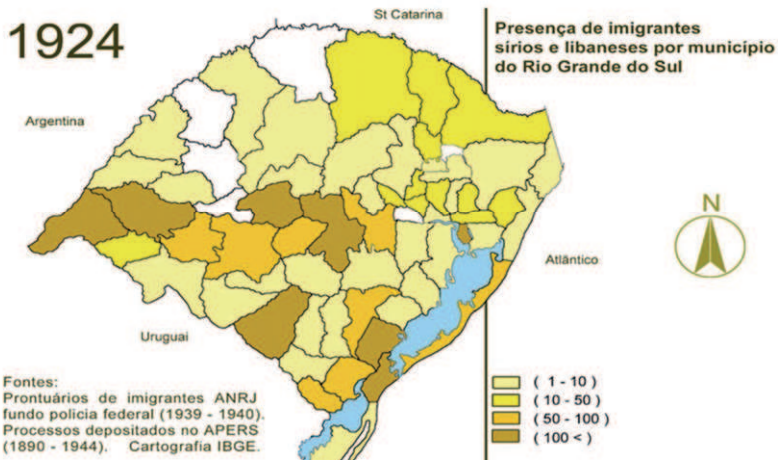 1924
St Catarina
Presença de imigrantes
sírios e libaneses por município
do Rio Grande do Sul
Argentina
N
Atlântico
Uruguai
Fontes:
Prontuários de imigrantes ANRJ
fundo policia federal (1939 - 1940).
Processos depositados no APERS
(1890 - 1944). Cartografia IBGE.
( 1 - 10 )
( 10 - 50 )
( 50 - 100 )
( 100 < )